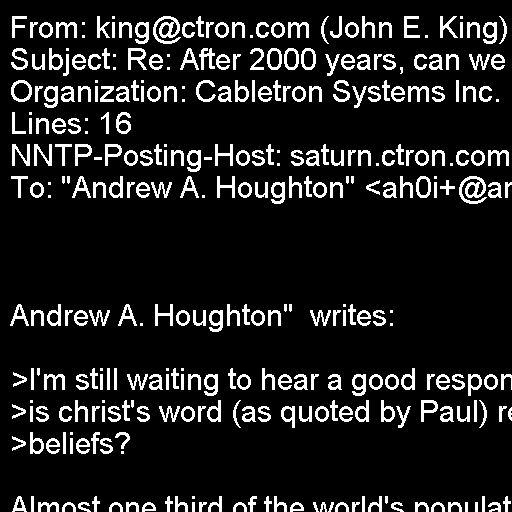 From: king@ctron.com (John E. King)
Subject: Re: After 2000 years, can we
Organization: Cabletron Systems Inc.
Lines: 16
NNTP-Posting-Host: saturn.ctron.com
To: "Andrew A. Houghton" <ah0i+@an
Andrew A. Houghton"  writes:
>I'm still waiting to hear a good respon
>is christ's word (as quoted by Paul) re
>beliefs?
Almost one third of the world's populat